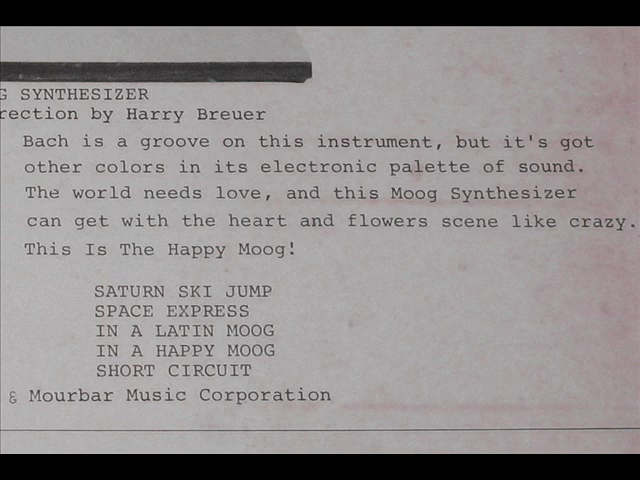 G SYNTHESIZER
rection by Harry Breuer
Bach is a groove on this instrument, but it's got
other colors in its electronic palette of sound.
The world needs love, and this Moog Synthesizer
can get with the heart and flowers scene like crazy.
This Is The Happy Moog!
SATURN SKI JUMP
SPACE EXPRESS
IN A LATIN MOOG
IN A HAPPY MOOG
SHORT CIRCUIT
& Mourbar Music Corporation